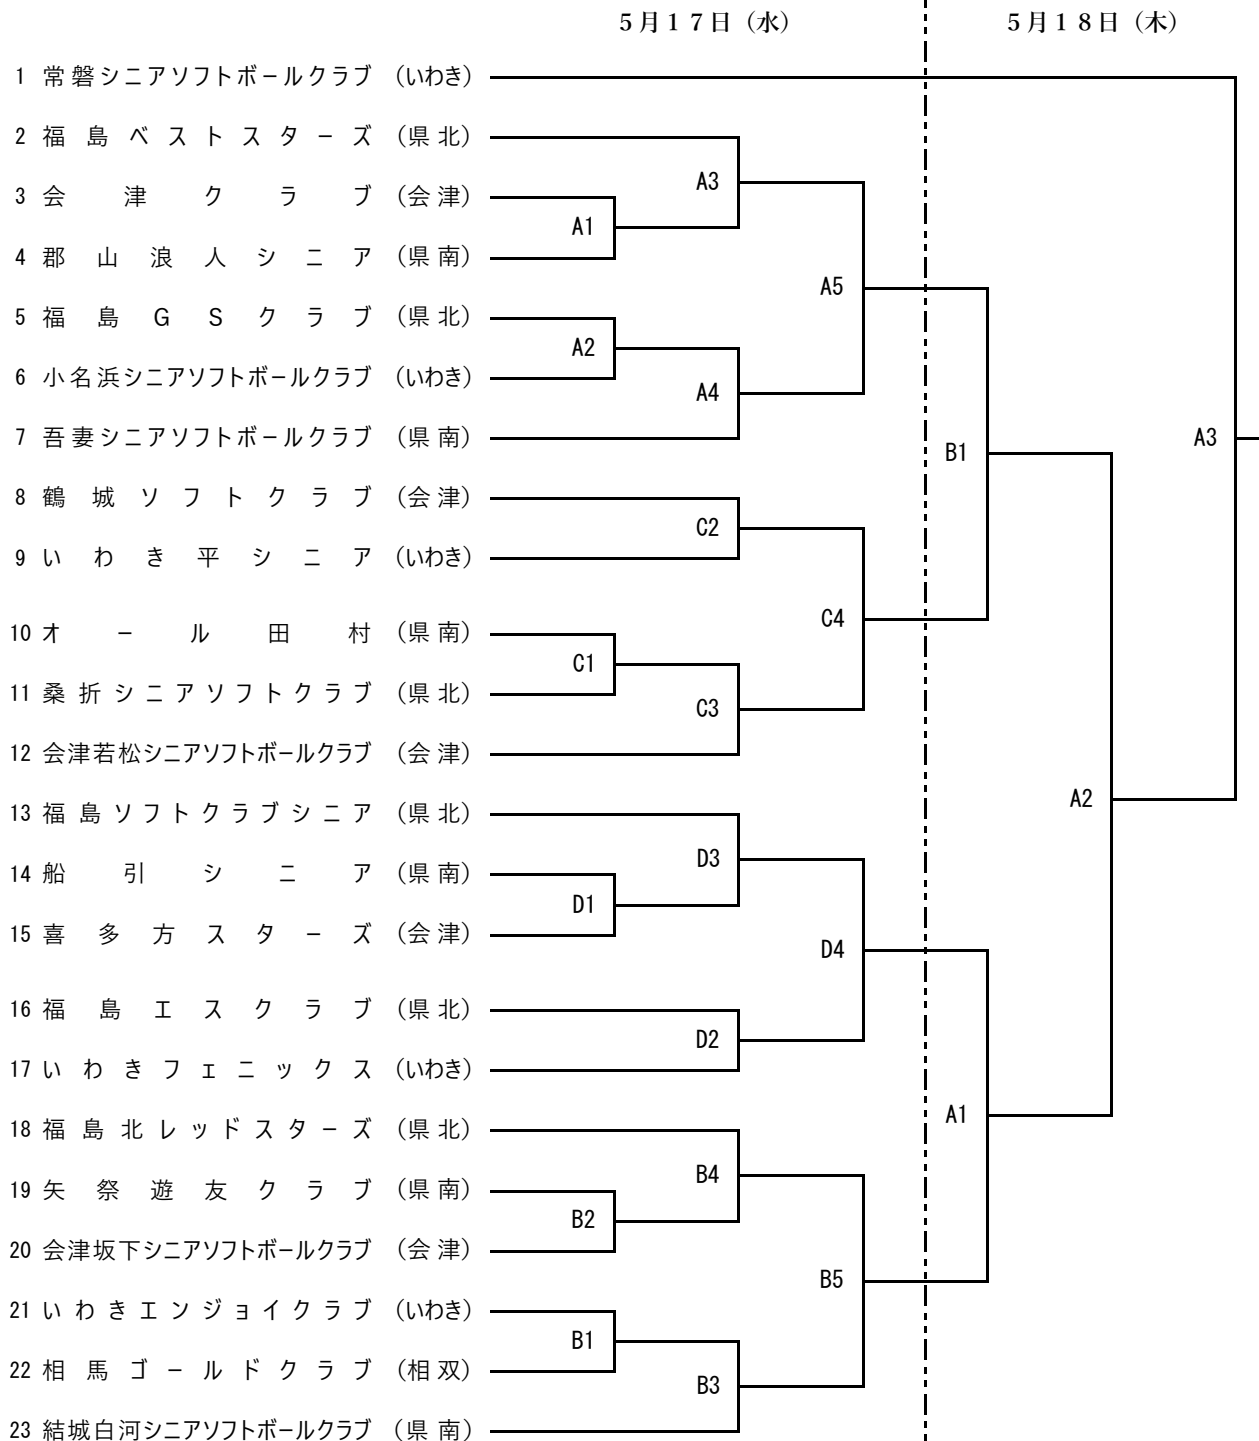 5月17日（水） 5月18日（木）
1 常磐シニアソフトボールクラブ （いわき）
2 福島ベストスターズ （県北）
A3
3 会津クラブ （会津）
A1
4 郡山浪人シニア （県南）
A5
5 福島GSクラブ （県北）
A2
6 小名浜シニアソフトボールクラブ （いわき）
A4
7 吾妻シニアソフトボールクラブ （県南）
A3
B1
8 鶴城ソフトクラブ （会津）
C2
9 いわき平シニア （いわき）
C4
10 オール田村 （県南）
C1
11 桑折シニアソフトクラブ （県北）
C3
12 会津若松シニアソフトボールクラブ （会津）
A2
13 福島ソフトクラブシニア （県北）
D3
14 船引シニア （県南）
D1
15 喜多方スターズ （会津）
D4
16 福島エスクラブ （県北）
D2
17 いわきフェニックス （いわき）
A1
18 福島北レッドスターズ （県北）
B4
19 矢祭遊友クラブ （県南）
B2
20 会津坂下シニアソフトボールクラブ （会津）
B5
21 いわきエンジョイクラブ （いわき）
B1
22 相馬ゴールドクラブ （相双）
B3
23 結城白河シニアソフトボールクラブ （県南）